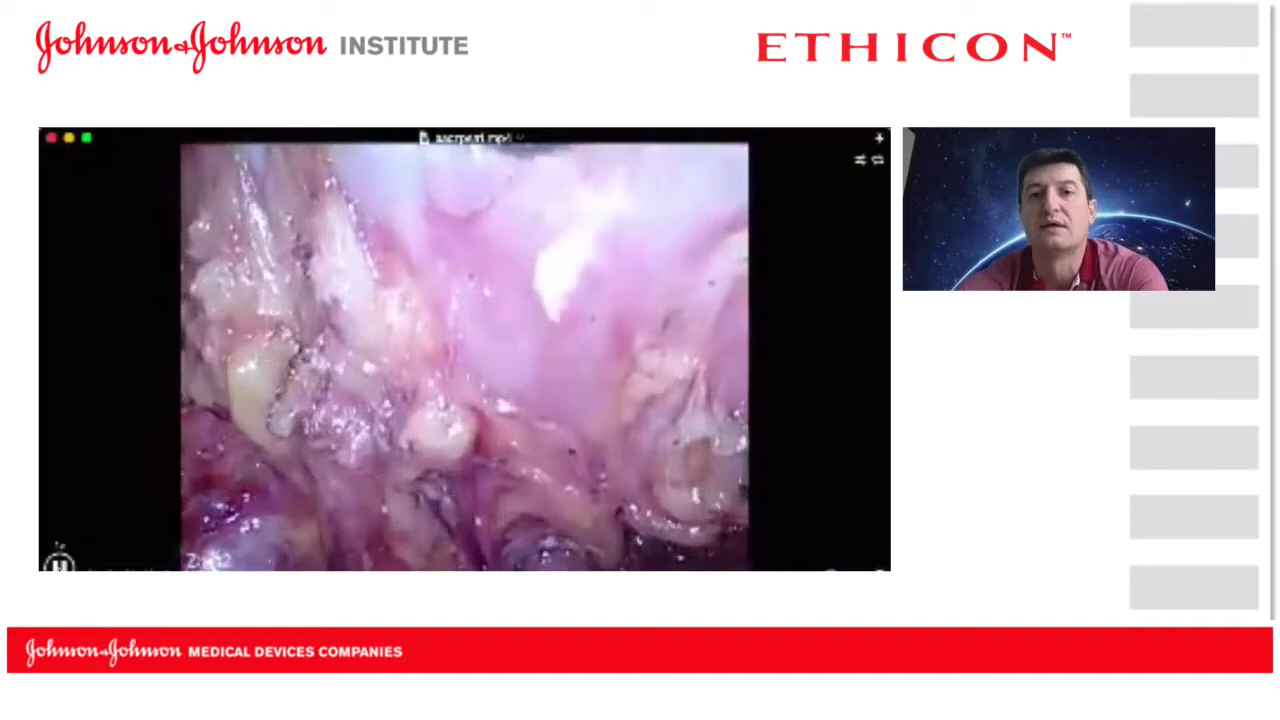 Johnson & Johnson INSTITUTE
ETHICON™
Johnson & Johnson MEDICAL DEVICES COMPANIES